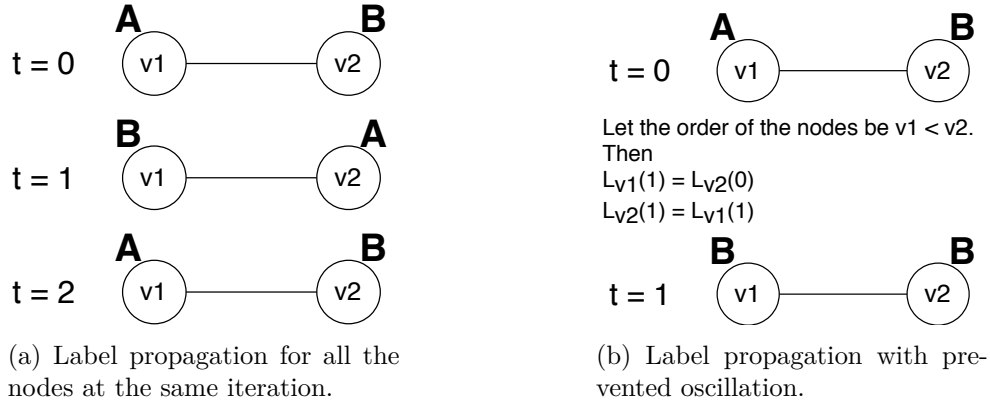 A B
t = 0 v1 v2
B A
t = 1 v1 v2
A B
t = 2 v1 v2
(a) Label propagation for all the
nodes at the same iteration.
A B
t = 0 v1 v2
Let the order of the nodes be v1 < v2.
Then
Lv1(1) = Lv2(0)
Lv2(1) = Lv1(1)
B B
t = 1 v1 v2
(b) Label propagation with pre-
vented oscillation.